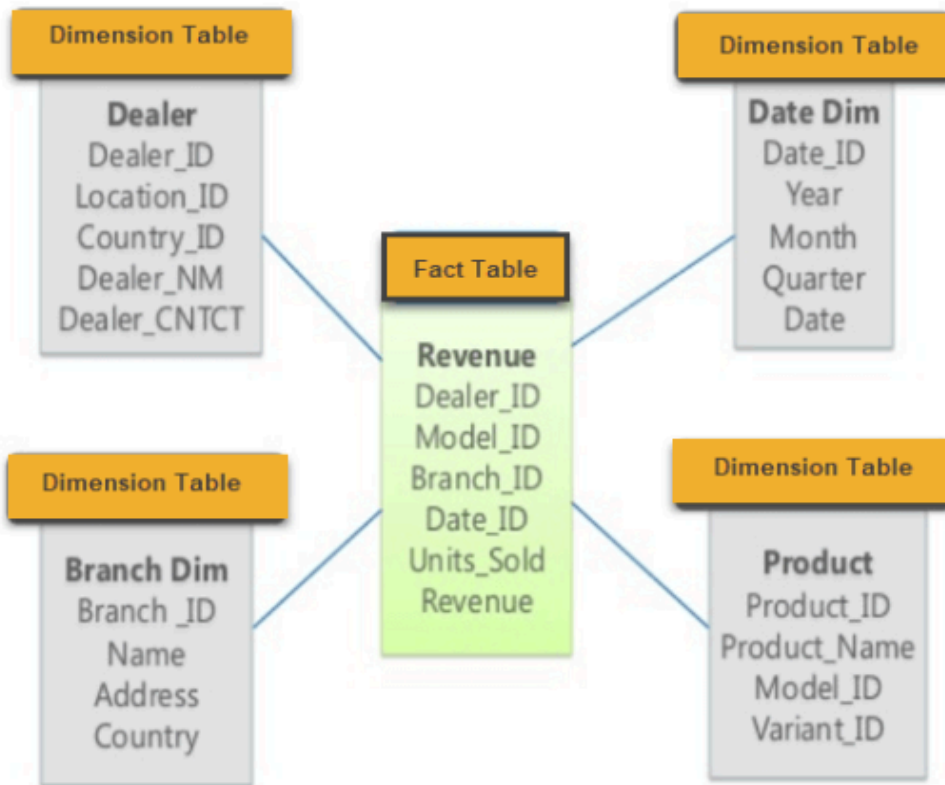 Dimension Table
Dealer
Dealer_ID
Location_ID
Country_ID
Dealer_NM
Dealer_CNTCT
Dimension Table
Date Dim
Date_ID
Year
Month
Quarter
Date
Fact Table
Revenue
Dealer_ID
Model_ID
Branch_ID
Date_ID
Units_Sold
Revenue
Dimension Table
Branch Dim
Branch _ID
Name
Address
Country
Dimension Table
Product
Product_ID
Product_Name
Model_ID
Variant_ID